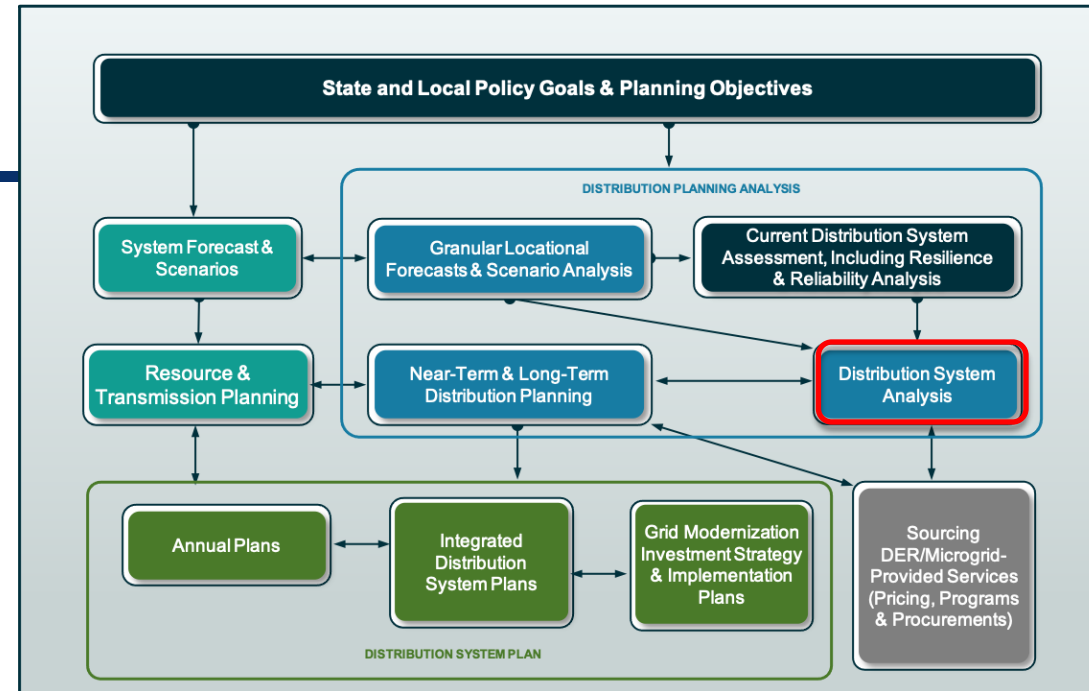 State and Local Policy Goals & Planning Objectives
DISTRIBUTION PLANNING ANALYSIS
System Forecast &
Scenarios
Granular Locational
Forecasts & Scenario Analysis
Current Distribution System
Assessment, Including Resilience
& Reliability Analysis
Resource &
Transmission Planning
Near-Term & Long-Term
Distribution Planning
Distribution System
Analysis
Annual Plans
Integrated
Distribution
System Plans
Grid Modernization
Investment Strategy
& Implementation
Plans
Sourcing
DER/Microgrid-
Provided Services
(Pricing, Programs
& Procurements)
DISTRIBUTION SYSTEM PLAN